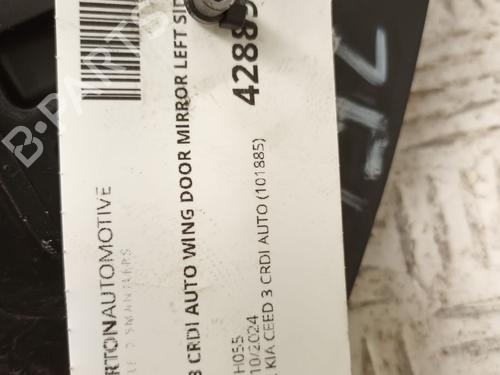 RTONAUTOMOTIVE
3 CRDI AUTO WING DOOR MIRROR LEFT SID
4288
H055
10/2024
KIA CEED 3 CRDI AUTO (101885)
B-PARTS